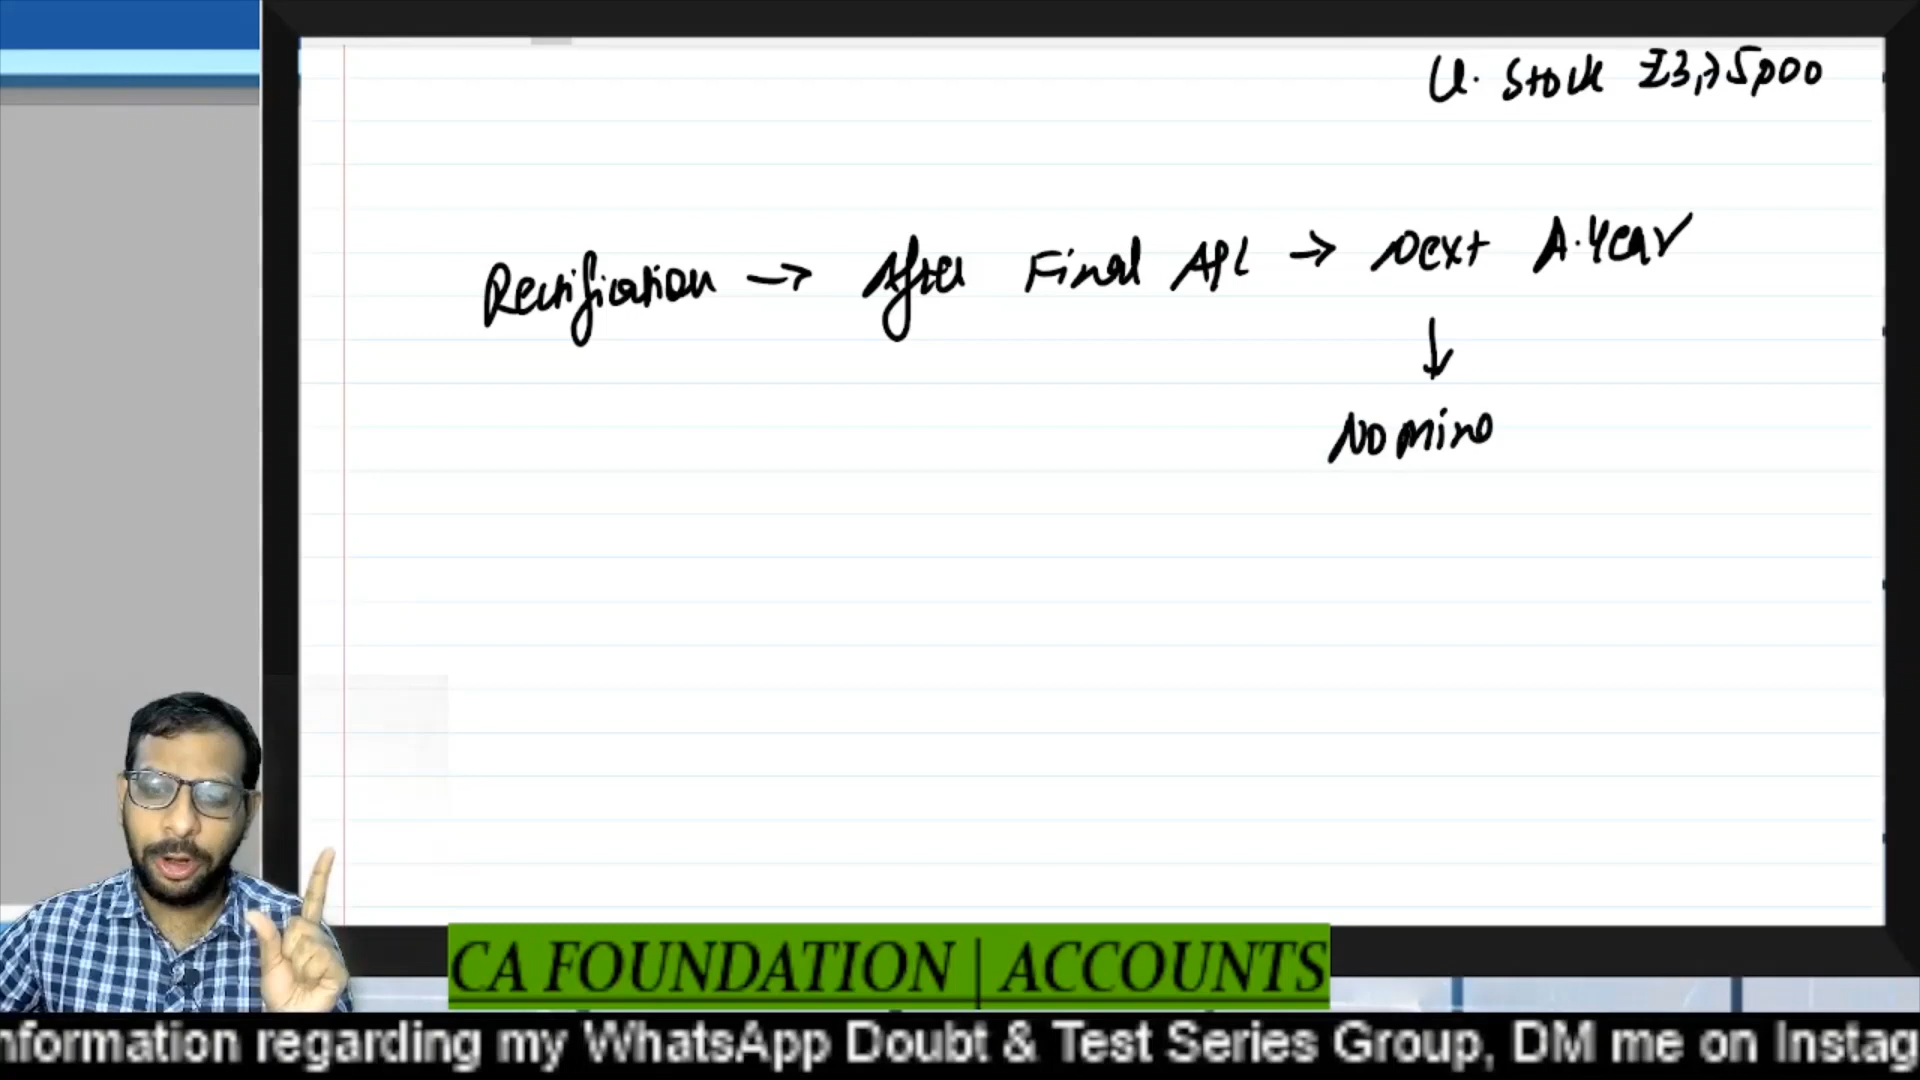 U. Stock ₹3,75,000
Rectification → After Final A/c → Next A.Year
↓
Nomina
CA FOUNDATION | ACCOUNTS
nformation regarding my WhatsApp Doubt & Test Series Group, DM me on Instag